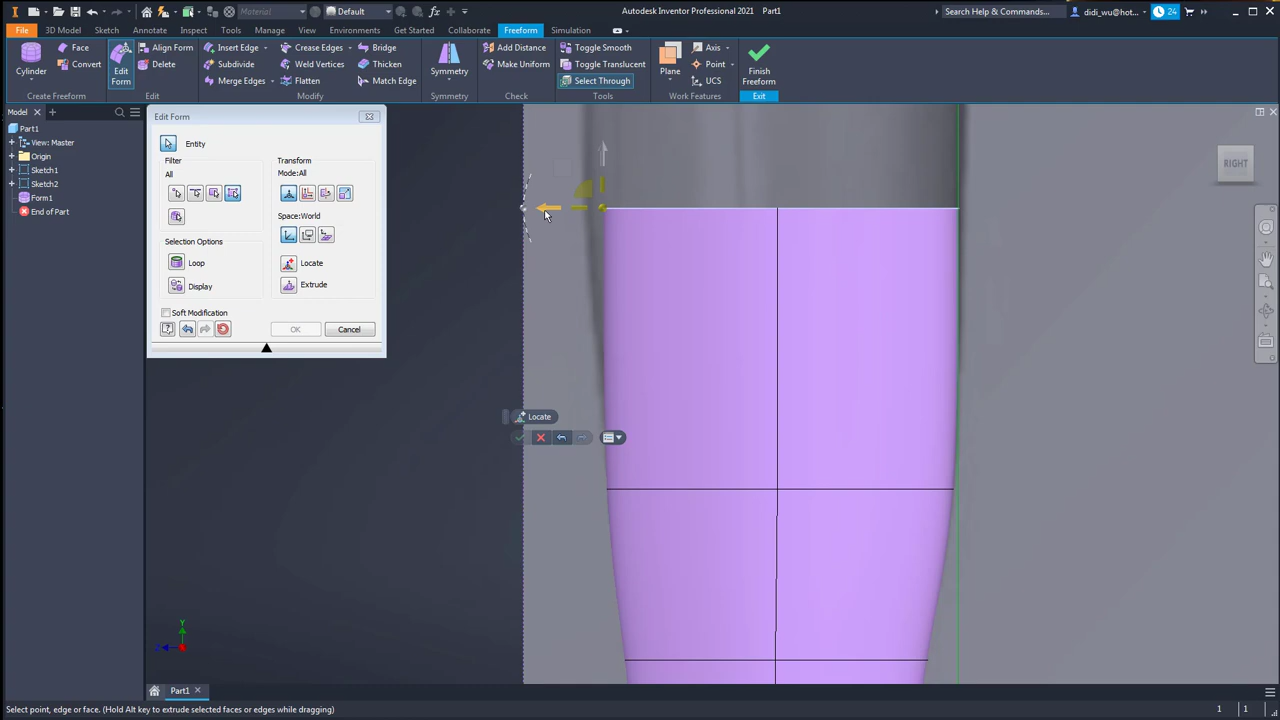 Material
Default
Autodesk Inventor Professional 2021 Part1
Search Help & Commands...
didi_wu@hot...
24
File
3D Model
Sketch
Annotate
Inspect
Tools
Manage
View
Environments
Get Started
Collaborate
Freeform
Simulation
Cylinder
Face
Convert
Create Freeform
Edit Form
Align Form
Delete
Edit
Insert Edge
Subdivide
Merge Edges
Crease Edges
Weld Vertices
Flatten
Bridge
Thicken
Match Edge
Modify
Symmetry
Symmetry
Add Distance
Make Uniform
Check
Toggle Smooth
Toggle Translucent
Select Through
Tools
Plane
Axis
Point
UCS
Work Features
Finish Freeform
Exit
Model
Part1
View: Master
Origin
Sketch1
Sketch2
Form1
End of Part
Edit Form
Entity
Filter
All
Selection Options
Loop
Display
Transform
Mode:All
Space:World
Locate
Extrude
Soft Modification
OK
Cancel
RIGHT
Locate
Y
Z
Part1
Select point, edge or face. (Hold Alt key to extrude selected faces or edges while dragging)
1
1